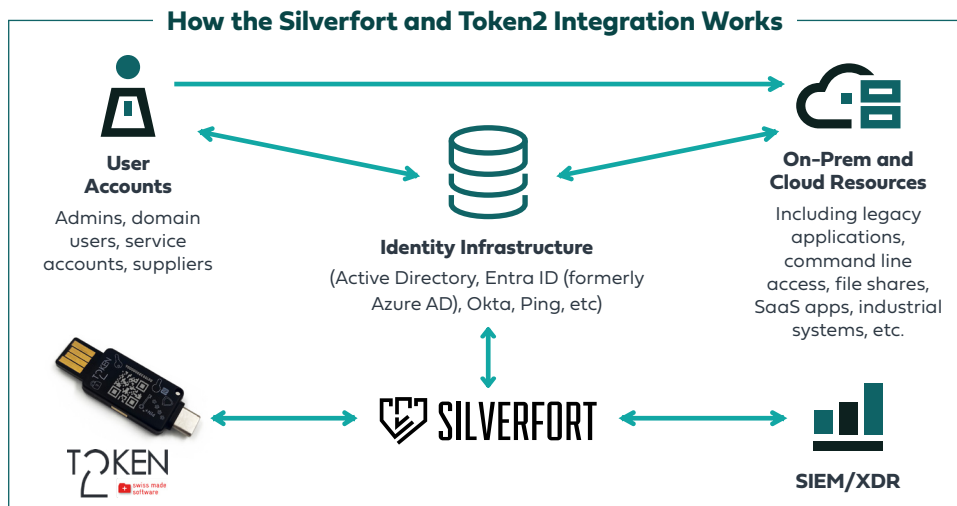 How the Silverfort and Token2 Integration Works
User
Accounts
Admins, domain
users, service
accounts, suppliers
Identity Infrastructure
(Active Directory, Entra ID (formerly
Azure AD), Okta, Ping, etc)
On-Prem and
Cloud Resources
Including legacy
applications,
command line
access, file shares,
SaaS apps, industrial
systems, etc.
TOKEN
2
T2KEN
swiss made
software
SILVERFORT
SIEM/XDR